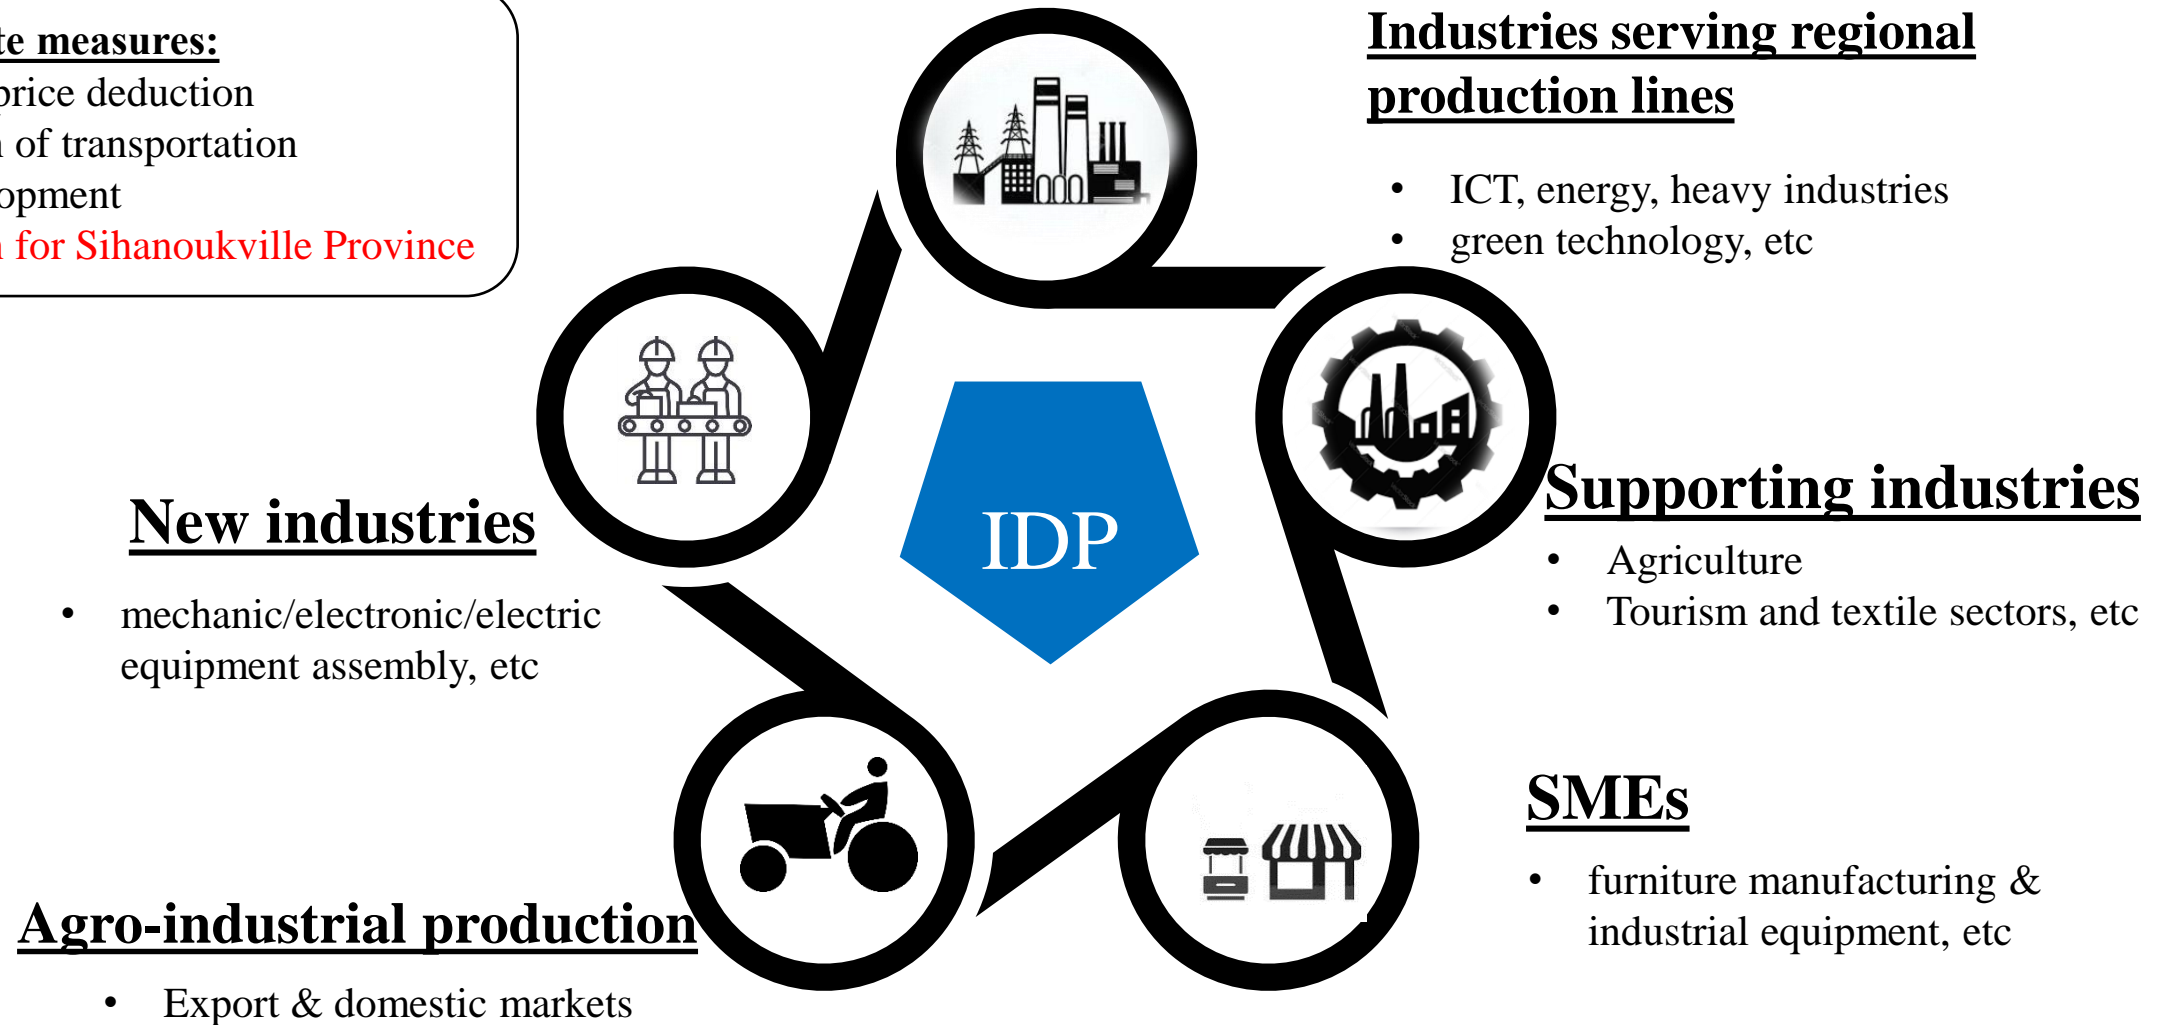 measures:
price deduction
of transportation
for Sihanoukville Province
Industries serving regional
production lines
• ICT, energy, heavy industries
• green technology, etc
New industries
• mechanic/electronic/electric
equipment assembly, etc
IDP
Supporting industries
• Agriculture
• Tourism and textile sectors, etc
SMEs
• furniture manufacturing &
industrial equipment, etc
Agro-industrial production
• Export & domestic markets